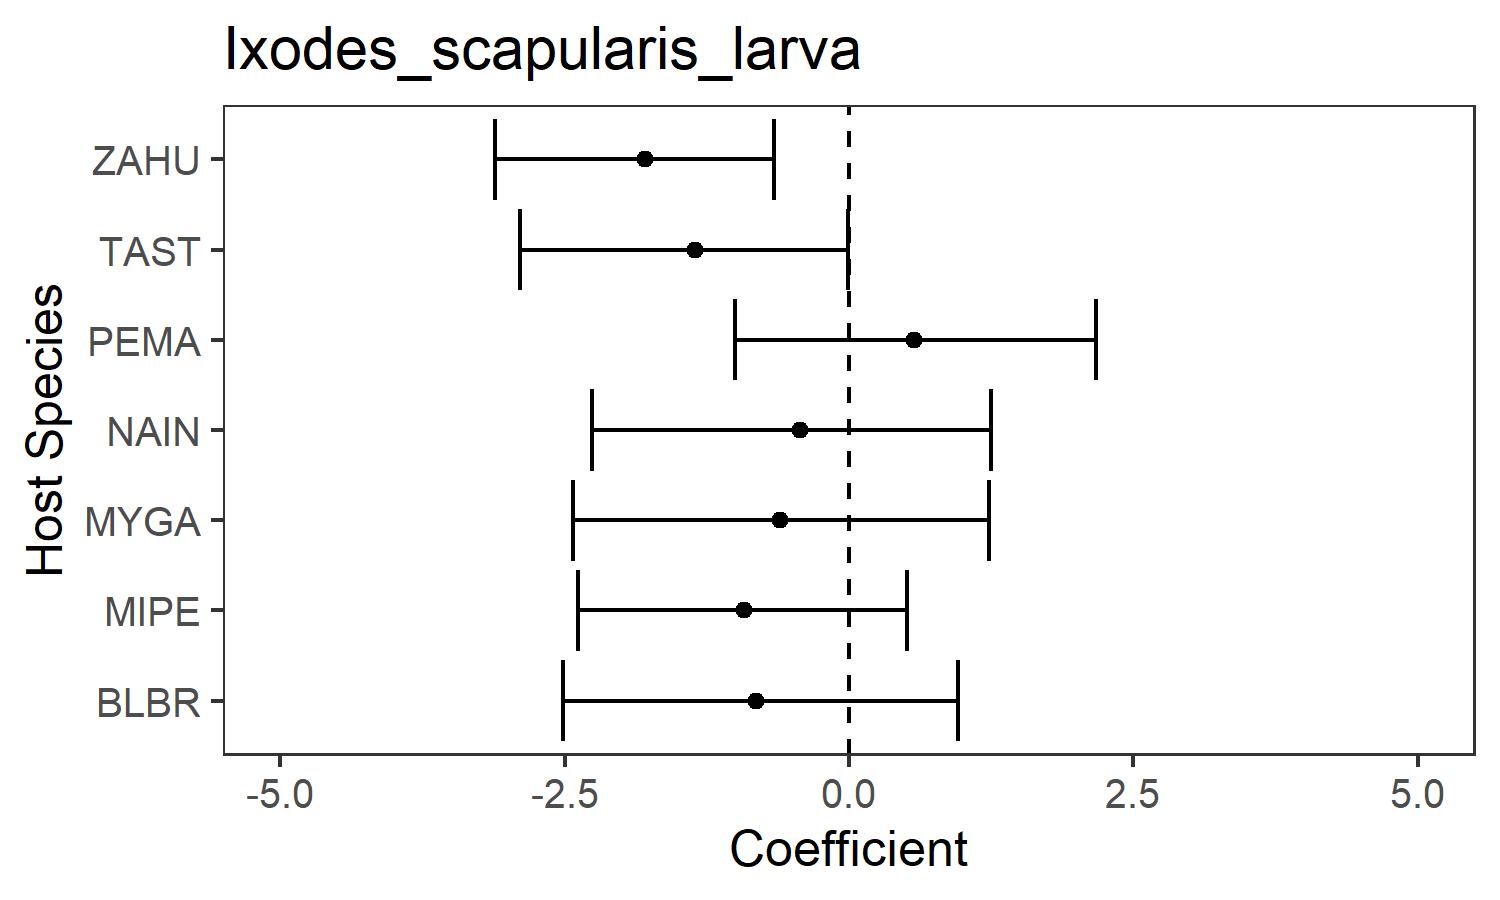 Ixodes_scapularis_larva
Host Species
ZAHU
TAST
PEMA
NAIN
MYGA
MIPE
BLBR
-5.0 -2.5 0.0 2.5 5.0
Coefficient